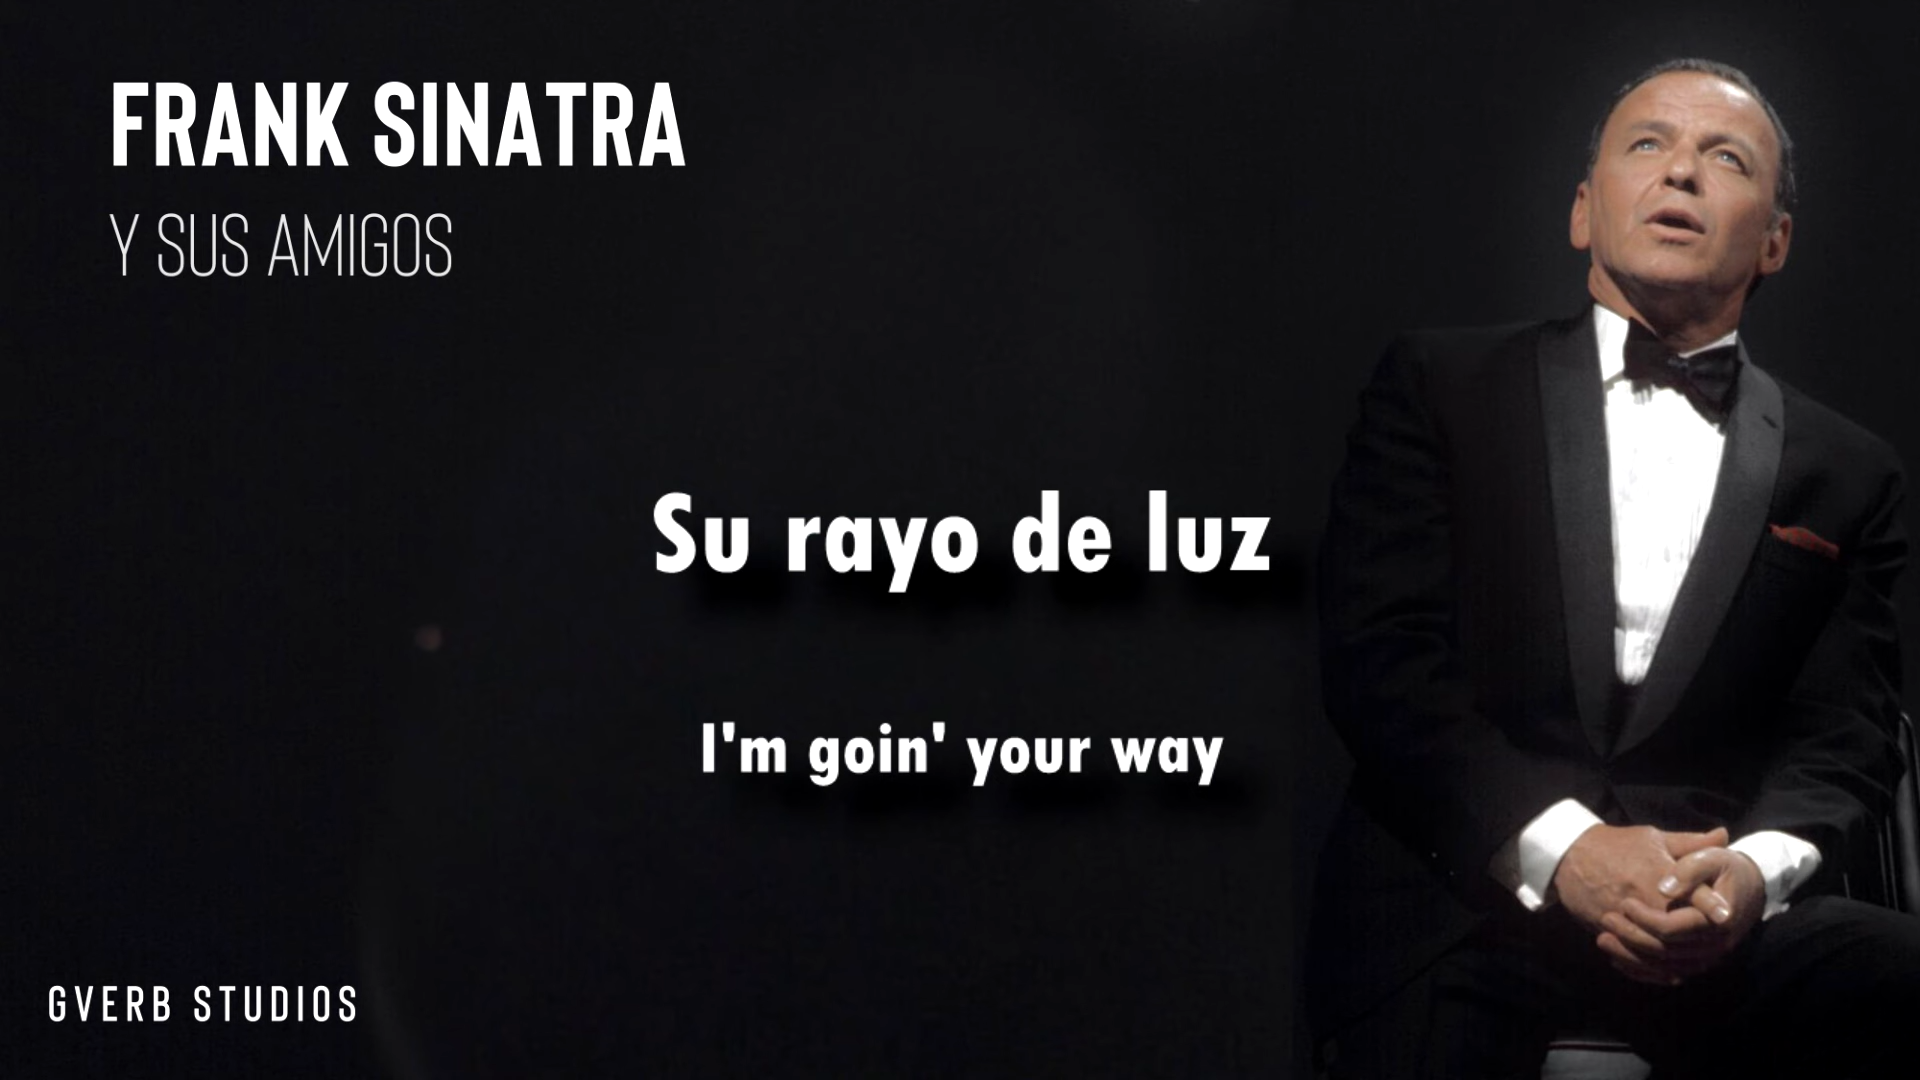 FRANK SINATRA
Y SUS AMIGOS
Su rayo de luz
I'm goin' your way
GVERB STUDIOS